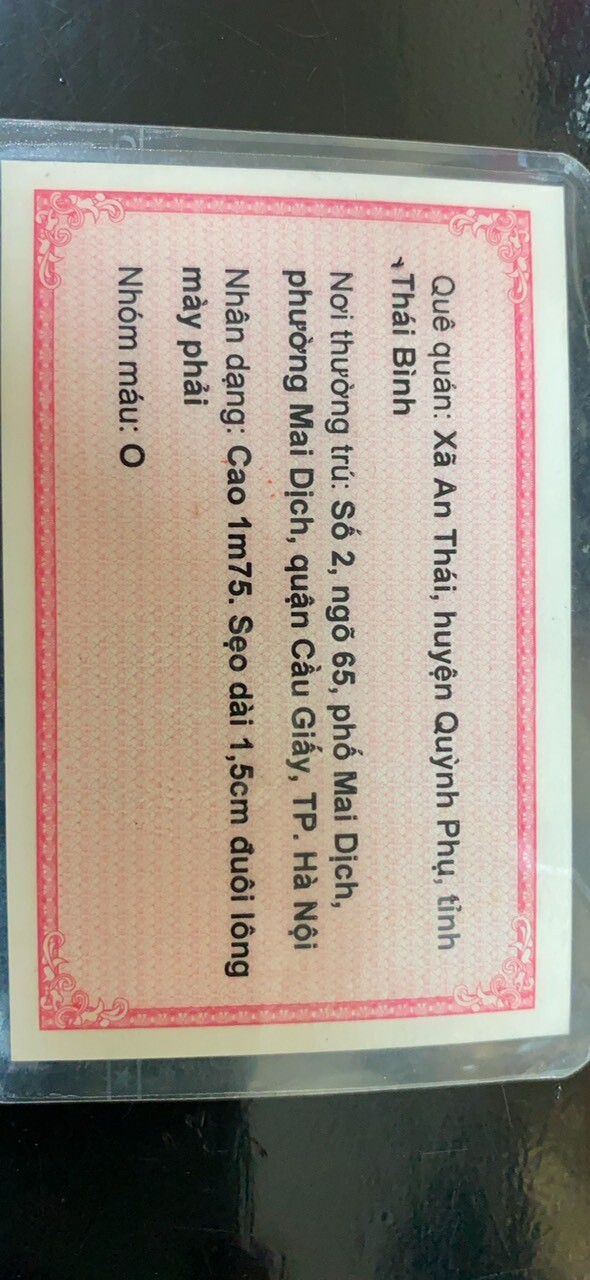 Quê quán: Xã An Thái, huyện Quỳnh Phụ, tỉnh
Thái Bình
Nơi thường trú: Số 2, ngõ 65, phố Mai Dịch,
phường Mai Dịch, quận Cầu Giấy, TP. Hà Nội
Nhân dạng: Cao 1m75. Sẹo dài 1,5cm đuôi lông
mày phải
Nhóm máu: O